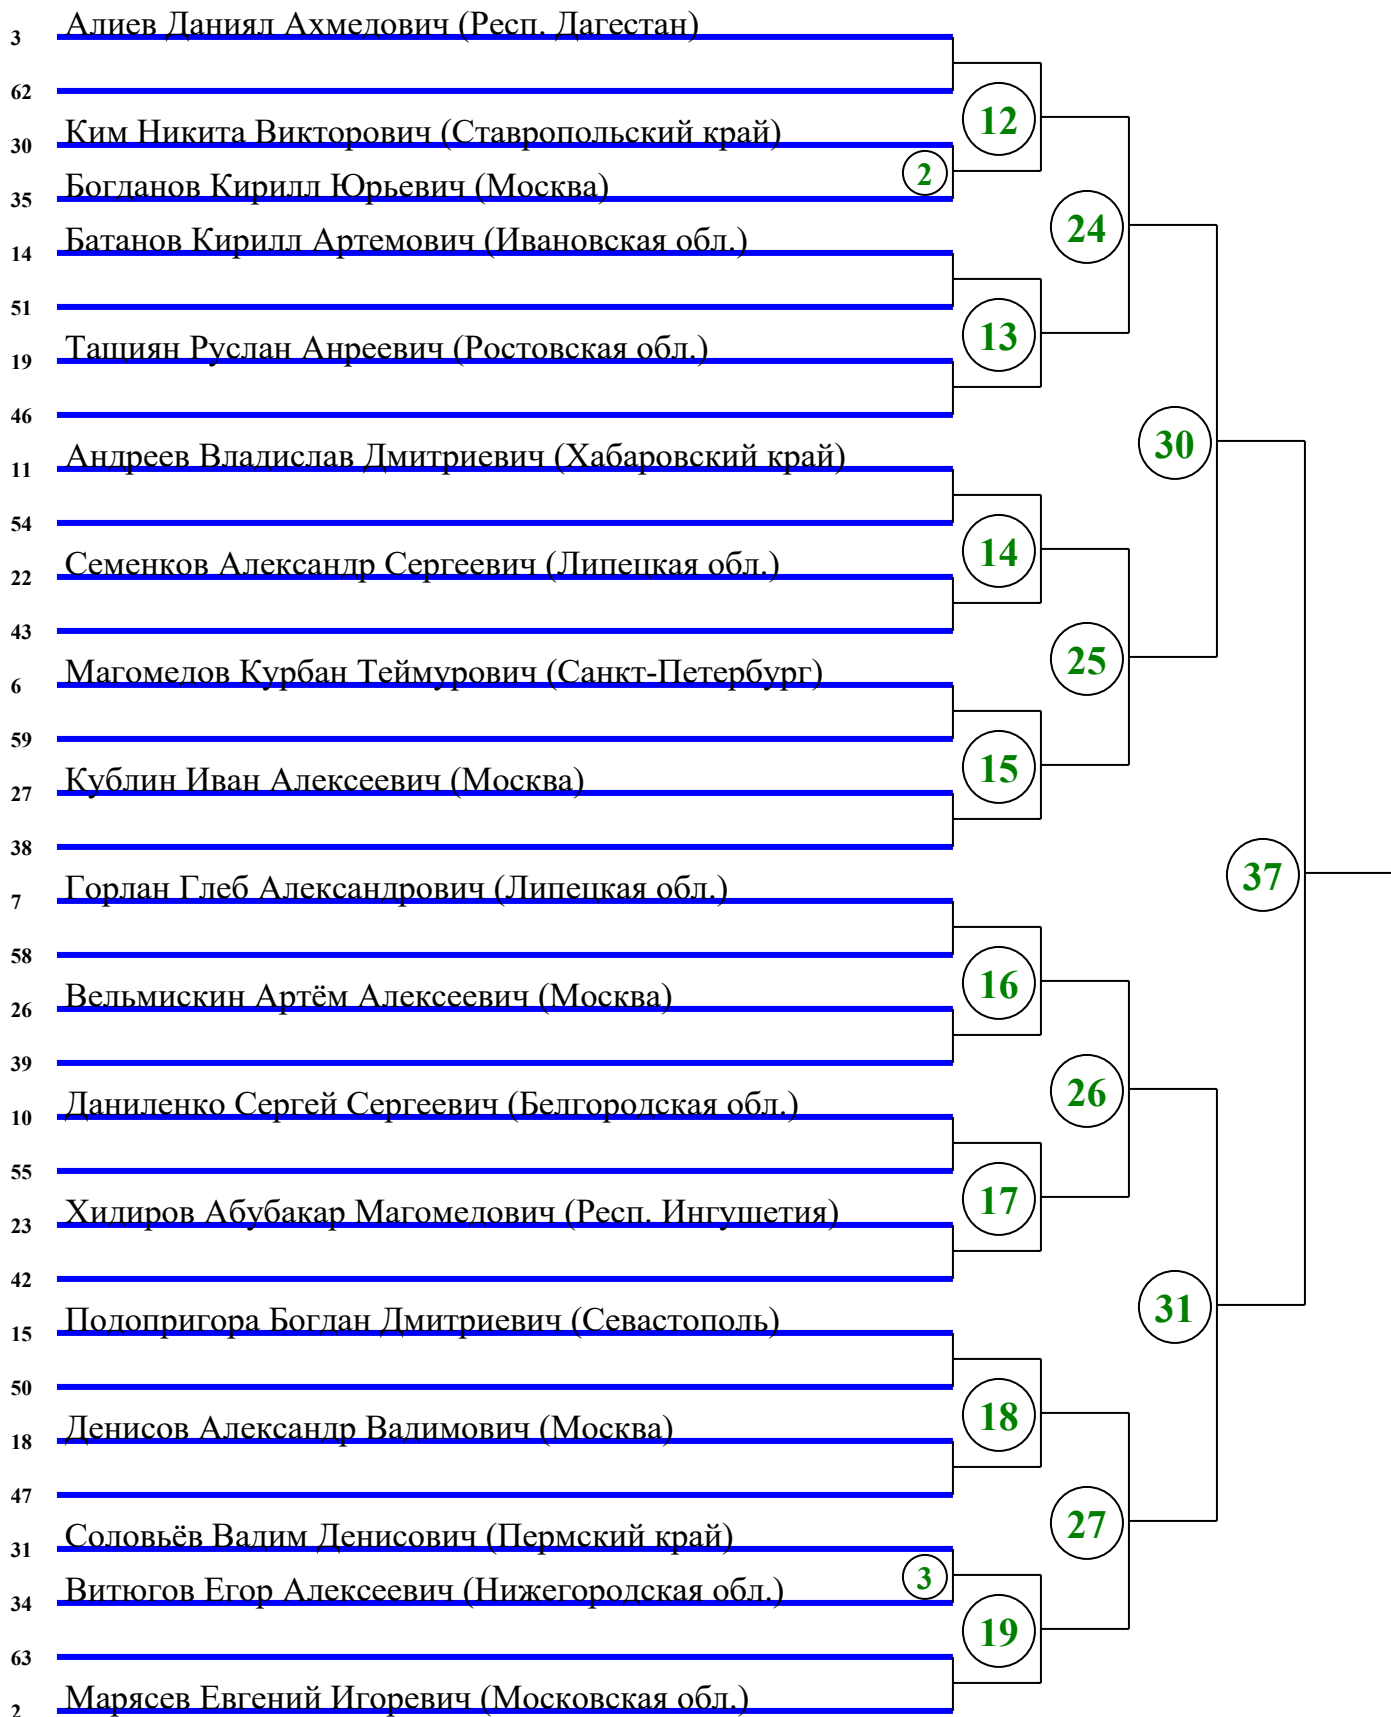 3 Алиев Даниял Ахмедович (Респ. Дагестан)
62
12
30 Ким Никита Викторович (Ставропольский край)
2
35 Богданов Кирилл Юрьевич (Москва)
24
14 Батанов Кирилл Артемович (Ивановская обл.)
51
13
19 Тащиян Руслан Анреевич (Ростовская обл.)
46
30
11 Андреев Владислав Дмитриевич (Хабаровский край)
54
14
22 Семенков Александр Сергеевич (Липецкая обл.)
43
25
6 Магомедов Курбан Теймурович (Санкт-Петербург)
59
15
27 Кублин Иван Алексеевич (Москва)
38
37
7 Горлан Глеб Александрович (Липецкая обл.)
58
16
26 Вельмискин Артём Алексеевич (Москва)
39
26
10 Даниленко Сергей Сергеевич (Белгородская обл.)
55
17
23 Хидиров Абубакар Магомедович (Респ. Ингушетия)
42
31
15 Подопригора Богдан Дмитриевич (Севастополь)
50
18
18 Денисов Александр Вадимович (Москва)
47
27
31 Соловьёв Вадим Денисович (Пермский край)
3
34 Витюгов Егор Алексеевич (Нижегородская обл.)
19
63
2 Марясев Евгений Игоревич (Московская обл.)